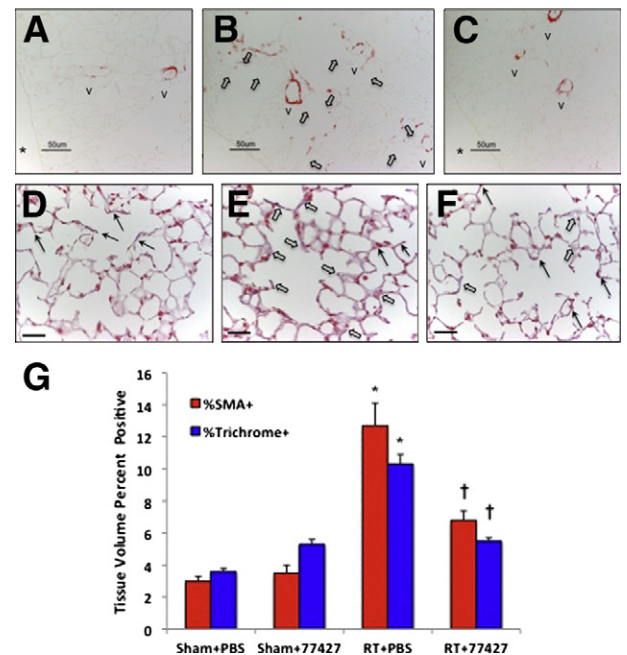 A
B
C
v
v
v
v
v
v
v
v
* 50um
50um
* 50um
D
E
F
G
16
14
12
10
8
6
4
2
0
Tissue Volume Percent Positive
%SMA+
%Trichrome+
*
*
†
†
Sham+PBS
Sham+77427
RT+PBS
RT+77427